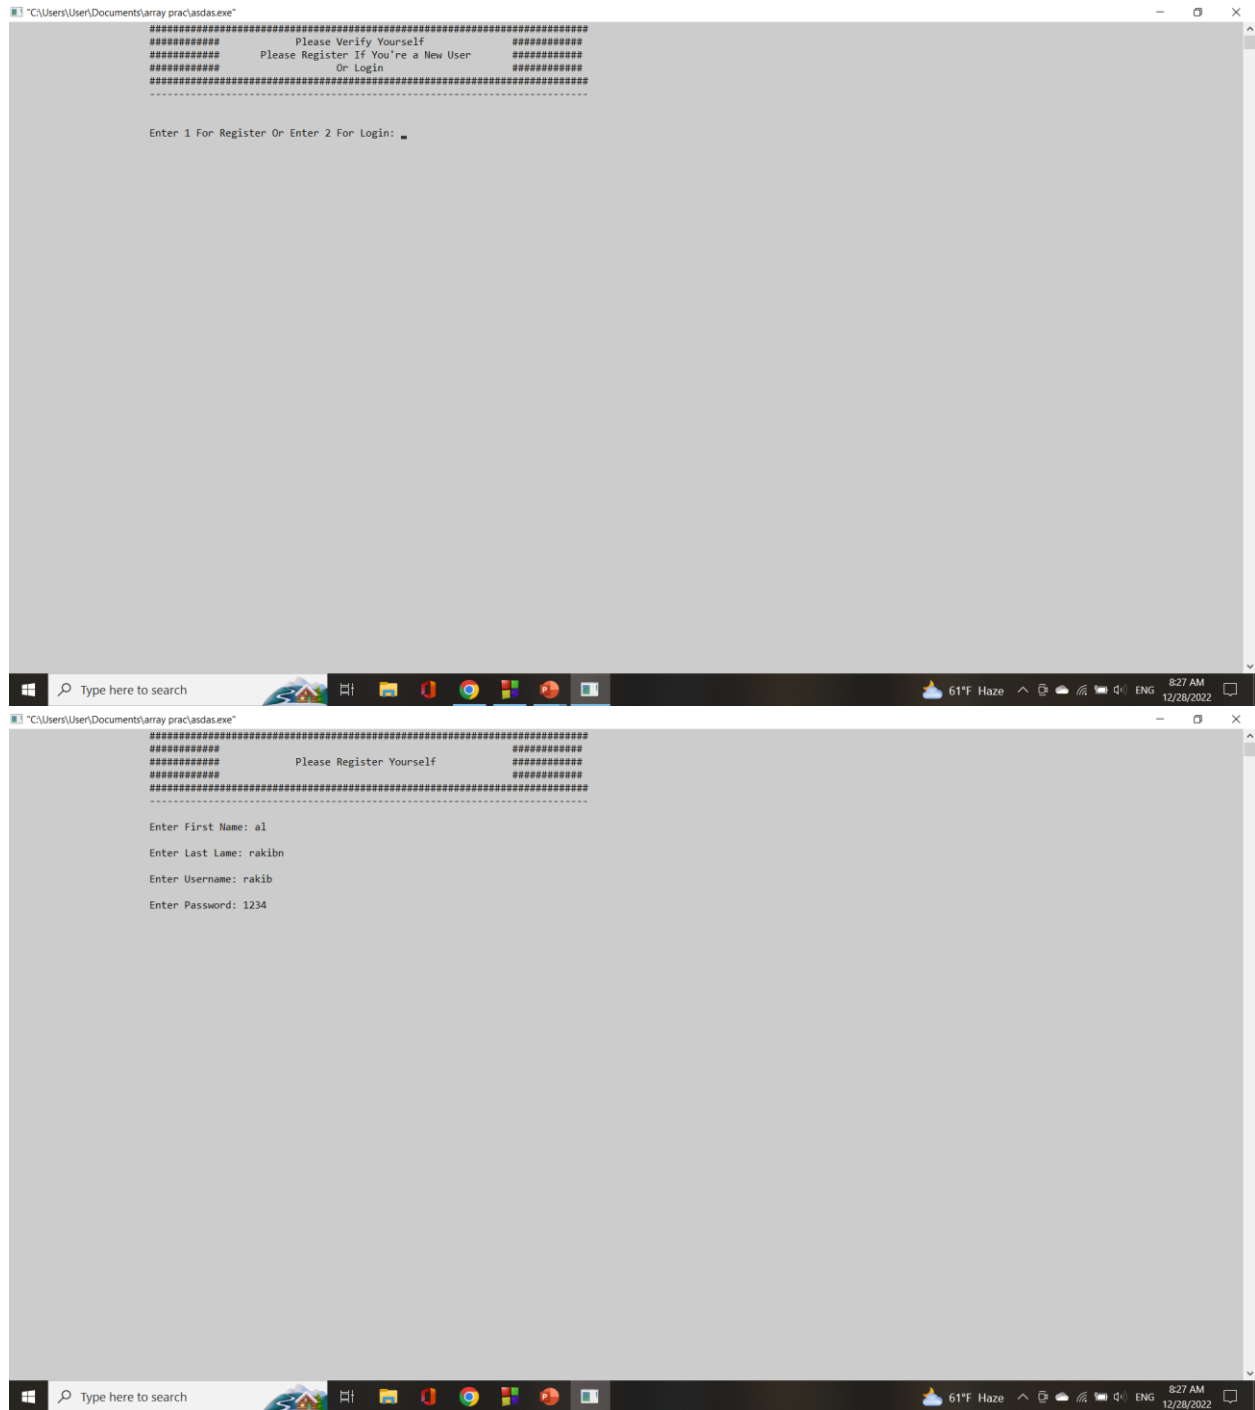 "C:\Users\User\Documents\array prac\asdas.exe"
###########################################################################
############ Please Verify Yourself ############
############ Please Register If You're a New User ############
############ Or Login ############
###########################################################################
---------------------------------------------------------------------------
Enter 1 For Register Or Enter 2 For Login:
Type here to search
61°F Haze
ENG
8:27 AM
12/28/2022
"C:\Users\User\Documents\array prac\asdas.exe"
###########################################################################
############ ############
############ Please Register Yourself ############
############ ############
###########################################################################
---------------------------------------------------------------------------
Enter First Name: al
Enter Last Lame: rakibn
Enter Username: rakib
Enter Password: 1234
Type here to search
61°F Haze
ENG
8:27 AM
12/28/2022